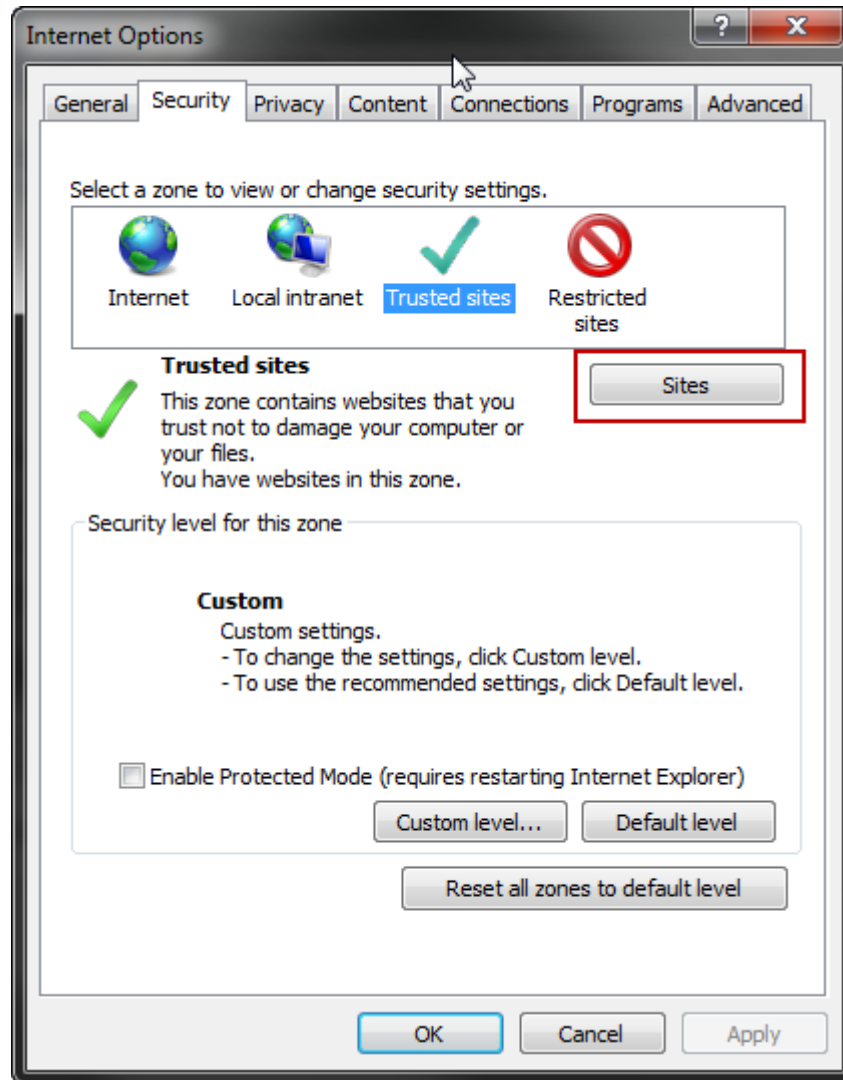 Internet Options
? X
General Security Privacy Content Connections Programs Advanced
Select a zone to view or change security settings.
Internet Local intranet Trusted sites Restricted
sites
Trusted sites
Sites
This zone contains websites that you
trust not to damage your computer or
your files.
You have websites in this zone.
Security level for this zone
Custom
Custom settings.
- To change the settings, click Custom level.
- To use the recommended settings, click Default level.
Enable Protected Mode (requires restarting Internet Explorer)
Custom level... Default level
Reset all zones to default level
OK Cancel Apply